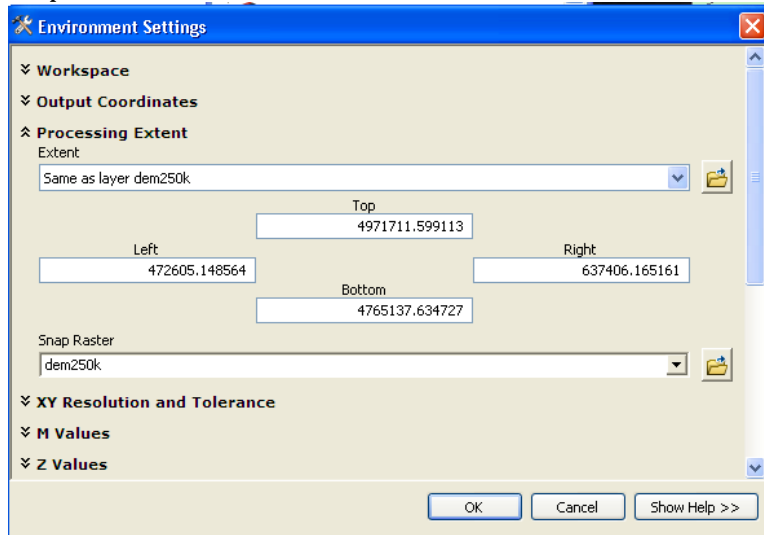 Environment Settings
Workspace
Output Coordinates
Processing Extent
Extent
Same as layer dem250k
Top
4971711.599113
Left
Right
472605.148564
637406.165161
Bottom
4765137.634727
Snap Raster
dem250k
XY Resolution and Tolerance
M Values
Z Values
OK
Cancel
Show Help >>